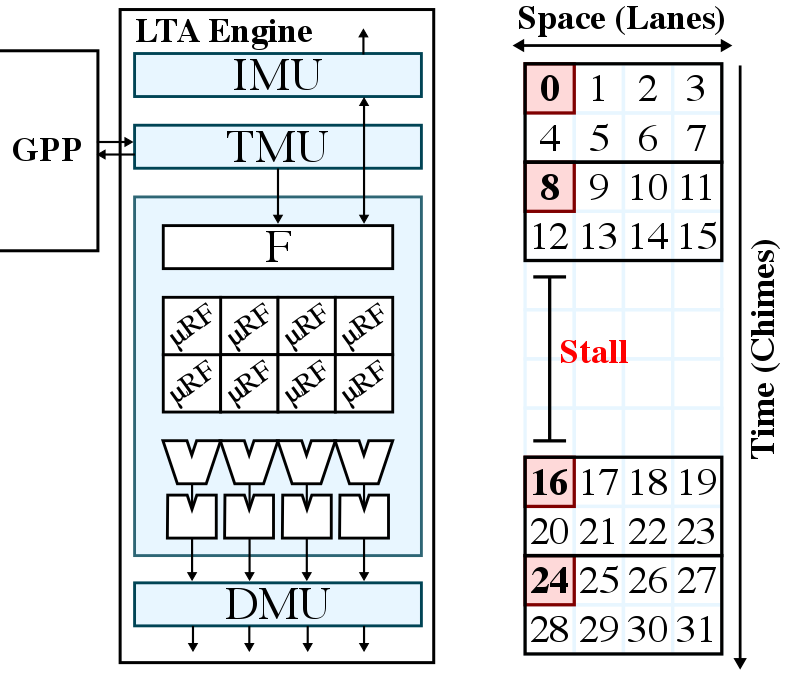 LTA Engine
IMU
GPP
TMU
F
μRF μRF μRF μRF
μRF μRF μRF μRF
DMU
Space (Lanes)
0 1 2 3
4 5 6 7
8 9 10 11
12 13 14 15
Stall
16 17 18 19
20 21 22 23
24 25 26 27
28 29 30 31
Time (Chimes)